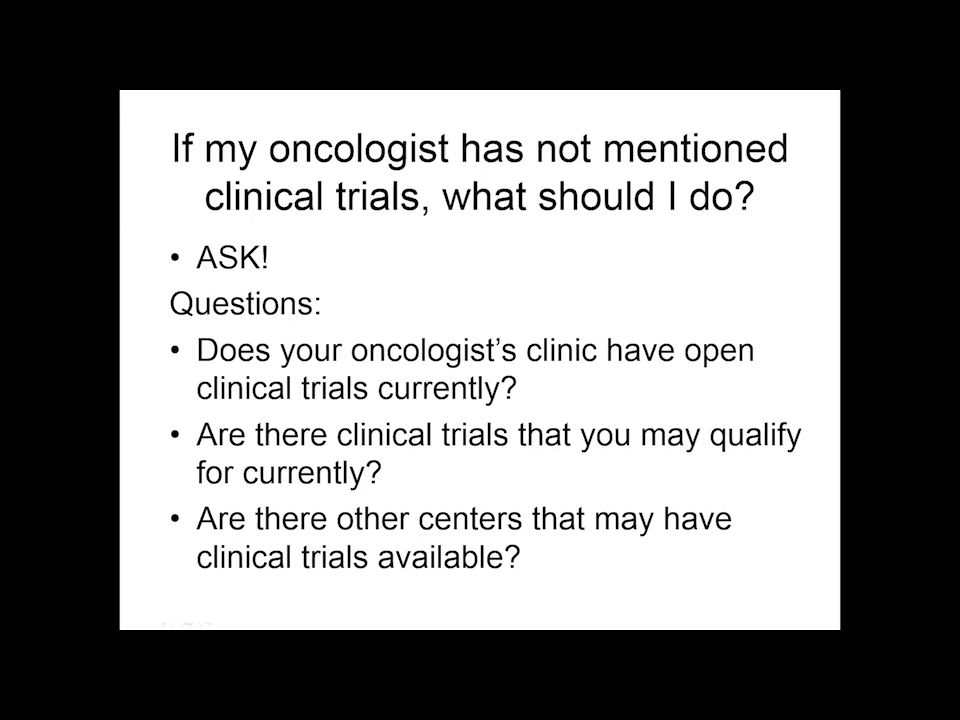 If my oncologist has not mentioned
clinical trials, what should I do?
• ASK!
Questions:
• Does your oncologist’s clinic have open
clinical trials currently?
• Are there clinical trials that you may qualify
for currently?
• Are there other centers that may have
clinical trials available?